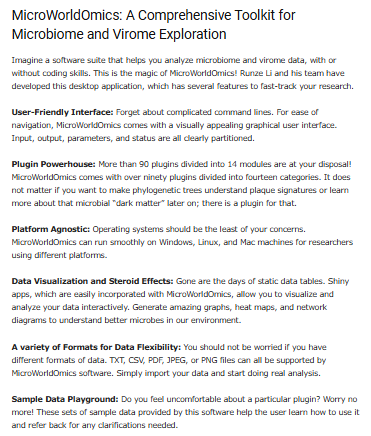 MicroWorldOmics: A Comprehensive Toolkit for
Microbiome and Virome Exploration
Imagine a software suite that helps you analyze microbiome and virome data, with or
without coding skills. This is the magic of MicroWorldOmics! Runze Li and his team have
developed this desktop application, which has several features to fast-track your research.
User-Friendly Interface: Forget about complicated command lines. For ease of
navigation, MicroWorldOmics comes with a visually appealing graphical user interface.
Input, output, parameters, and status are all clearly partitioned.
Plugin Powerhouse: More than 90 plugins divided into 14 modules are at your disposal!
MicroWorldOmics comes with over ninety plugins divided into fourteen categories. It does
not matter if you want to make phylogenetic trees understand plaque signatures or learn
more about that microbial “dark matter” later on; there is a plugin for that.
Platform Agnostic: Operating systems should be the least of your concerns.
MicroWorldOmics can run smoothly on Windows, Linux, and Mac machines for researchers
using different platforms.
Data Visualization and Steroid Effects: Gone are the days of static data tables. Shiny
apps, which are easily incorporated with MicroWorldOmics, allow you to visualize and
analyze your data interactively. Generate amazing graphs, heat maps, and network
diagrams to understand better microbes in our environment.
A variety of Formats for Data Flexibility: You should not be worried if you have
different formats of data. TXT, CSV, PDF, JPEG, or PNG files can all be supported by
MicroWorldOmics software. Simply import your data and start doing real analysis.
Sample Data Playground: Do you feel uncomfortable about a particular plugin? Worry no
more! These sets of sample data provided by this software help the user learn how to use it
and refer back for any clarifications needed.